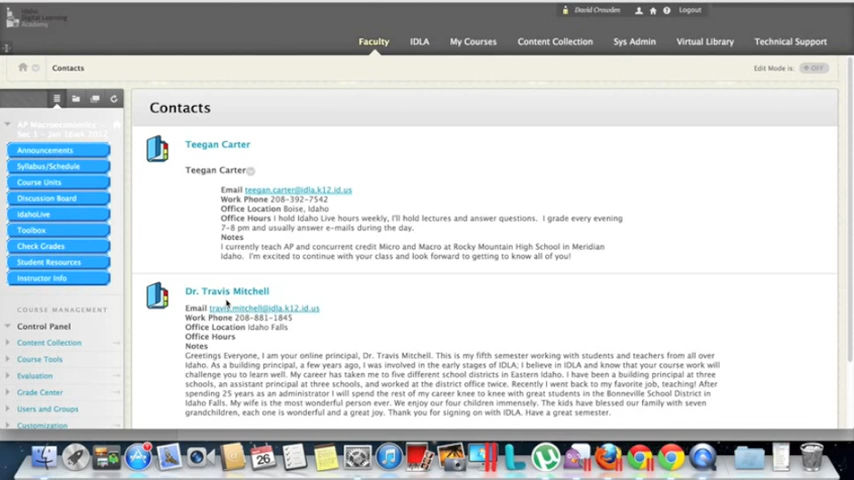 Idaho
Digital Learning
Academy
David Crowden Logout
Faculty IDLA My Courses Content Collection Sys Admin Virtual Library Technical Support
Contacts Edit Mode is: OFF
Contacts
AP Macroeconomics
Announcements
Syllabus/Schedule
Course Units
Discussion Board
IdahoLive
Toolbox
Check Grades
Student Resources
Instructor Info
COURSE MANAGEMENT
Control Panel
Content Collection
Course Tools
Evaluation
Grade Center
Users and Groups
Customization
Teegan Carter
Teegan Carter
Email teegan.carter@idla.k12.id.us
Work Phone 208-392-7542
Office Location Boise, Idaho
Office Hours I hold Idaho Live hours weekly, I'll hold lectures and answer questions. I grade every evening
7-8 pm and usually answer e-mails during the day.
Notes
I currently teach AP and concurrent credit Micro and Macro at Rocky Mountain High School in Meridian
Idaho. I'm excited to continue with your class and look forward to getting to know all of you!
Dr. Travis Mitchell
Email travis.mitchell@idla.k12.id.us
Work Phone 208-881-1845
Office Location Idaho Falls
Office Hours
Notes
Greetings Everyone, I am your online principal, Dr. Travis Mitchell. This is my fifth semester working with students and teachers from all over
Idaho. As a building principal, a few years ago, I was involved in the early stages of IDLA; I believe in IDLA and know that your course work will
challenge you to learn well. My career has taken me to five different school districts in Eastern Idaho. I have been a building principal at three
schools, an assistant principal at three schools, and worked at the district office twice. Recently I went back to my favorite job, teaching! After
spending 25 years as an administrator I will spend the rest of my career knee to knee with great students in the Bonneville School District in
Idaho Falls. My wife is the most wonderful person ever. We enjoy our four children immensely. The kids have blessed our family with seven
grandchildren, each one is wonderful and a great joy. Thank you for signing on with IDLA. Have a great semester.
26